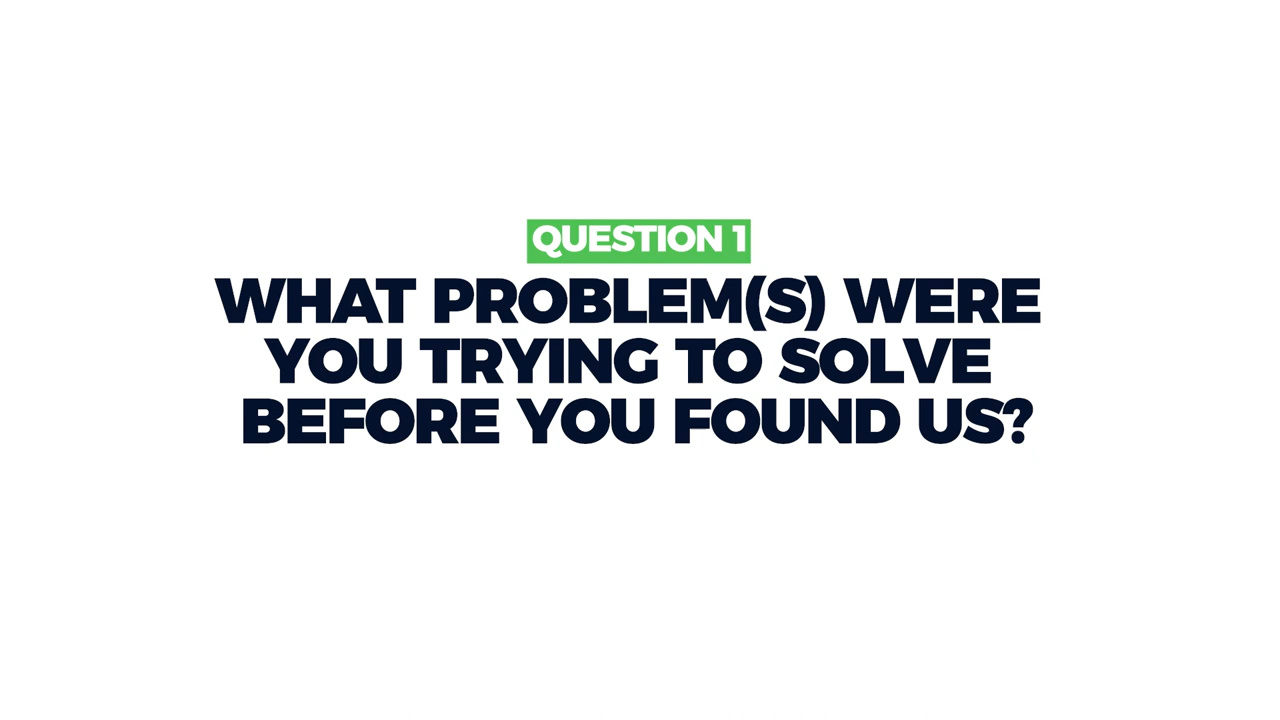 QUESTION 1
WHAT PROBLEM(S) WERE
YOU TRYING TO SOLVE
BEFORE YOU FOUND US?